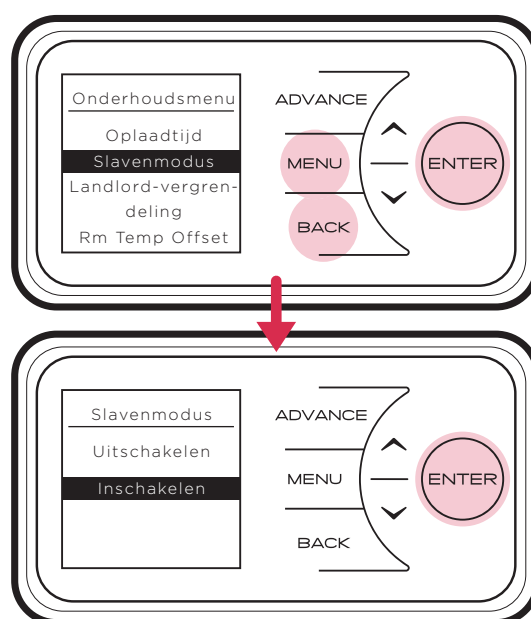 Onderhoudsmenu
Oplaadtijd
Slavenmodus
Landlord-vergren-
deling
Rm Temp Offset
ADVANCE
MENU
BACK
ENTER
Slavenmodus
Uitschakelen
Inschakelen
ADVANCE
MENU
BACK
ENTER